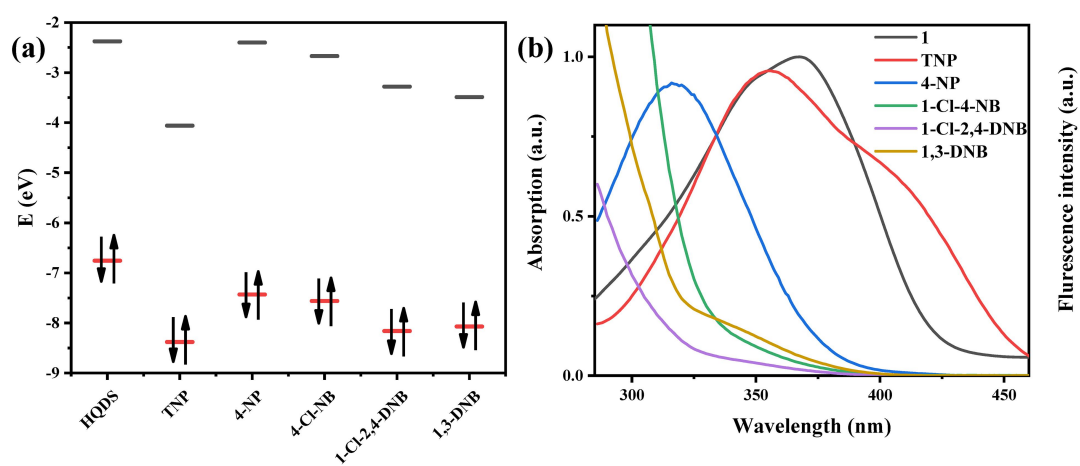 (a)
E (eV)
-2
-3
-4
-5
-6
-7
-8
-9
HQDS
TNP
4-NP
4-Cl-NB
1-Cl-2,4-DNB
1,3-DNB
(b)
Absorption (a.u.)
1.0
0.5
0.0
300
350
400
450
Wavelength (nm)
1
TNP
4-NP
1-Cl-4-NB
1-Cl-2,4-DNB
1,3-DNB
Flurescence intensity (a.u.)